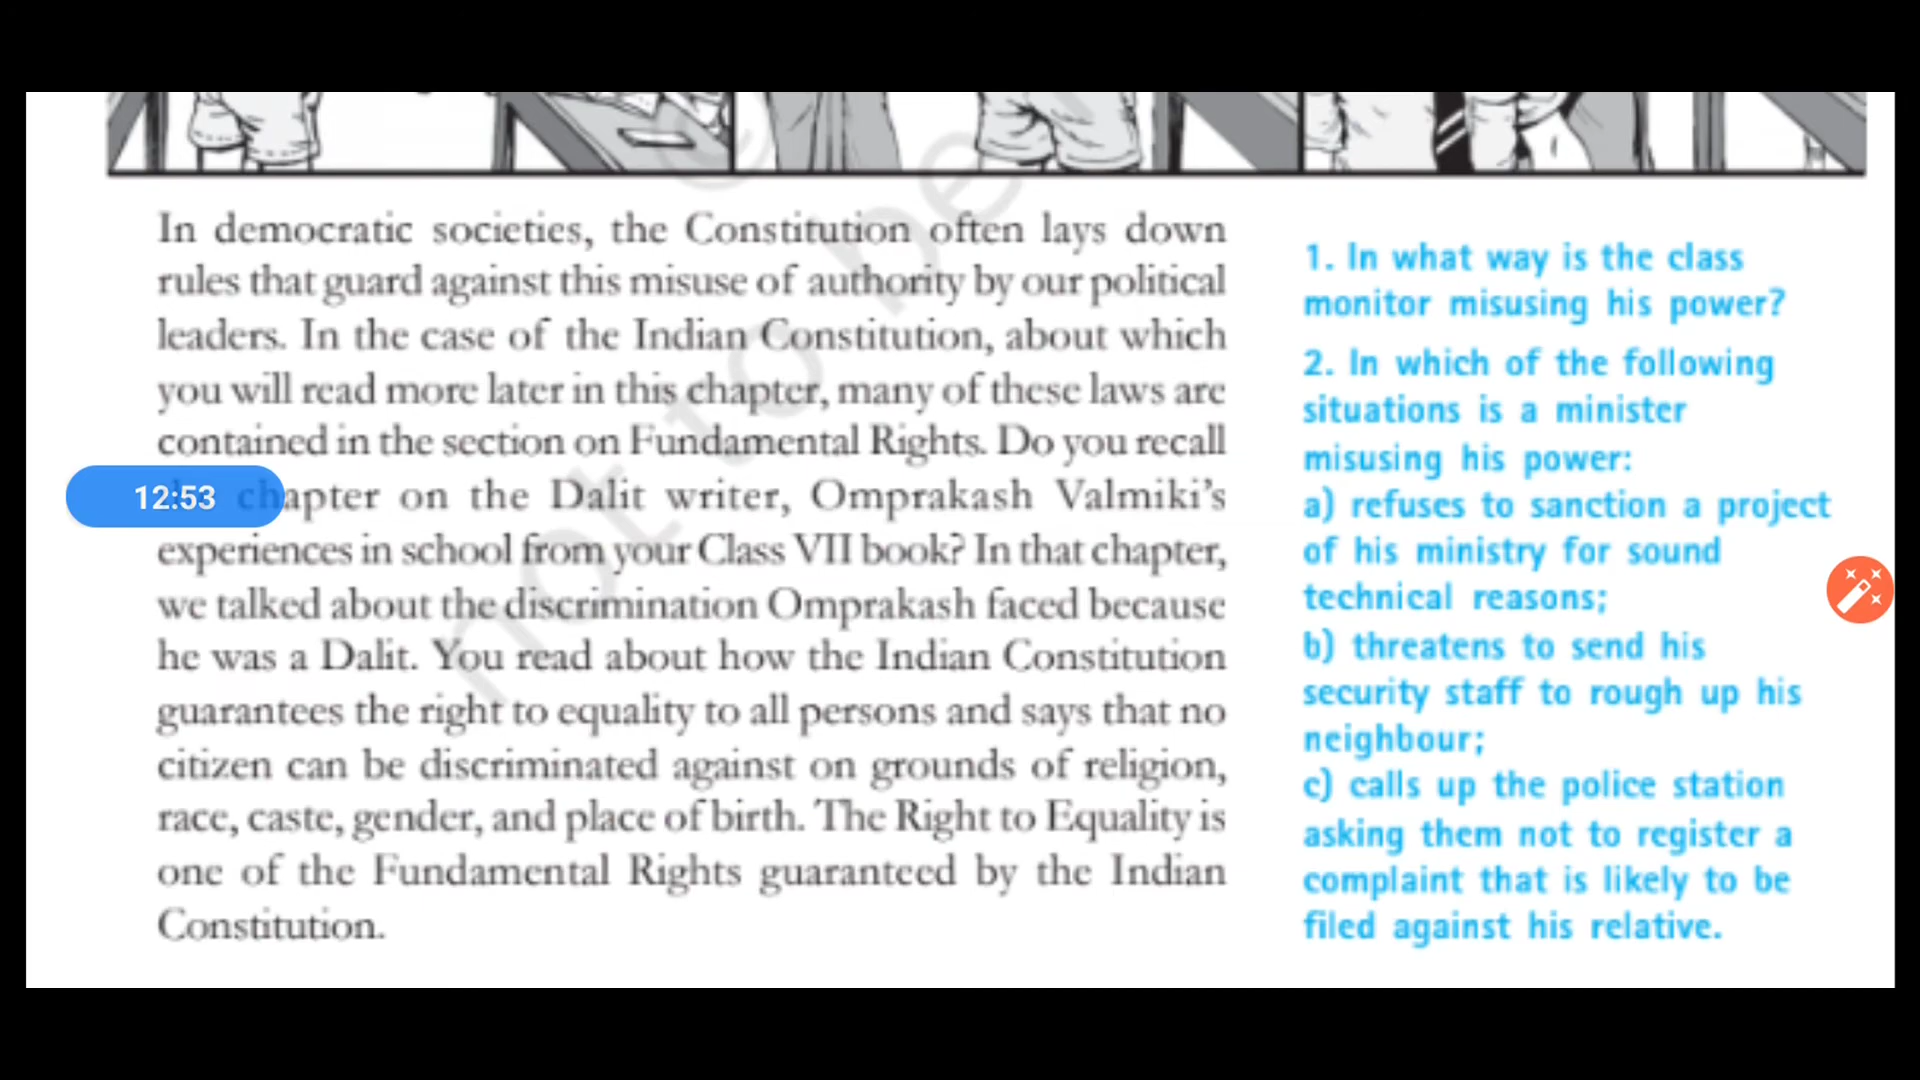 In democratic societies, the Constitution often lays down
rules that guard against this misuse of authority by our political
leaders. In the case of the Indian Constitution, about which
you will read more later in this chapter, many of these laws are
contained in the section on Fundamental Rights. Do you recall
12:53
chapter on the Dalit writer, Omprakash Valmiki's
experiences in school from your Class VII book? In that chapter,
we talked about the discrimination Omprakash faced because
he was a Dalit. You read about how the Indian Constitution
guarantees the right to equality to all persons and says that no
citizen can be discriminated against on grounds of religion,
race, caste, gender, and place of birth. The Right to Equality is
one of the Fundamental Rights guaranteed by the Indian
Constitution.
1. In what way is the class
monitor misusing his power?
2. In which of the following
situations is a minister
misusing his power:
a) refuses to sanction a project
of his ministry for sound
technical reasons;
b) threatens to send his
security staff to rough up his
neighbour;
c) calls up the police station
asking them not to register a
complaint that is likely to be
filed against his relative.
not to be